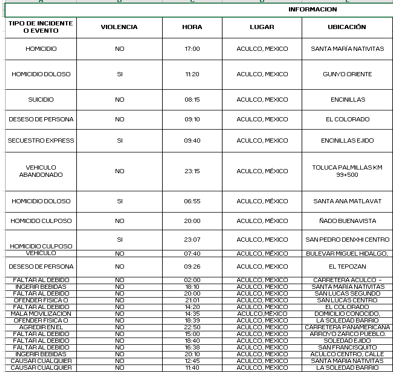 INFORMACION
TIPO DE INCIDENTE O EVENTO VIOLENCIA HORA LUGAR UBICACIÓN
HOMICIDIO NO 17:00 ACULCO, MEXICO SANTA MARÍA NATIVITAS
HOMICIDIO DOLOSO SI 11:20 ACULCO, MEXICO GUNYO ORIENTE
SUICIDIO NO 08:15 ACULCO, MEXICO ENCINILLAS
DESESO DE PERSONA NO 09:10 ACULCO, MEXICO EL COLORADO
SECUESTRO EXPRESS SI 09:40 ACULCO, MEXICO ENCINILLAS EJIDO
VEHICULO ABANDONADO NO 23:15 ACULCO, MÉXICO TOLUCA PALMILLAS KM 99+500
HOMICIDIO DOLOSO SI 06:55 ACULCO, MÉXICO SANTA ANA MATLAVAT
HOMICIDIO CULPOSO NO 20:00 ACULCO, MÉXICO ÑADO BUENAVISTA
HOMICIDIO CULPOSO SI 23:07 ACULCO, MEXICO SAN PEDRO DENXHI CENTRO
VEHICULO NO 07:40 ACULCO, MEXICO BULEVAR MIGUEL HIDALGO,
DESESO DE PERSONA NO 09:26 ACULCO, MEXICO EL TEPOZAN
FALTAR AL DEBIDO NO 02:00 ACULCO, MEXICO CARRETERA ACULCO -
INGERIR BEBIDAS NO 18:10 ACULCO, MEXICO SANTA MARIA NATIVITAS
FALTAR AL DEBIDO NO 20:00 ACULCO, MEXICO SAN LUCAS SEGUNDO
OFENDER FISICA O NO 21:01 ACULCO, MEXICO SAN LUCAS CENTRO
FALTAR AL DEBIDO NO 14:20 ACULCO, MEXICO EL COLORADO
MALA MOVILIZACION NO 14:35 ACULCO, MEXICO DOMICILIO CONOCIDO,
OFENDER FISICA O NO 18:39 ACULCO, MEXICO LA SOLEDAD BARRIO
AGREDIR EN EL NO 22:50 ACULCO, MEXICO CARRETERA PANAMERICANA
FALTAR AL DEBIDO NO 15:00 ACULCO, MEXICO ARROYO ZARCO PUEBLO.
FALTAR AL DEBIDO NO 18:40 ACULCO, MEXICO SOLEDAD EJIDO
FALTAR AL DEBIDO NO 16:38 ACULCO, MEXICO SAN FRANCISQUITO
INGERIR BEBIDAS NO 20:10 ACULCO, MEXICO ACULCO CENTRO, CALLE
CAUSAR CUALQUIER NO 12:45 ACULCO, MEXICO SANTA MARIA NATIVITAS
CAUSAR CUALQUIER NO 11:40 ACULCO, MEXICO LA SOLEDAD BARRIO